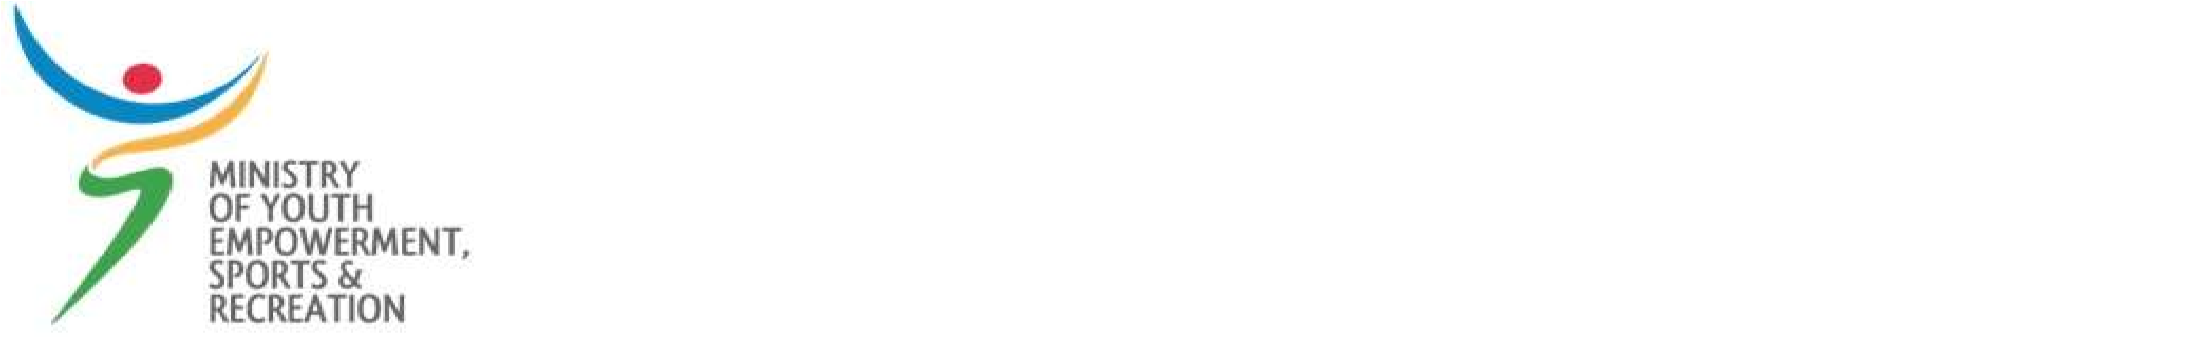 MINISTRY
OF YOUTH
EMPOWERMENT,
SPORTS &
RECREATION